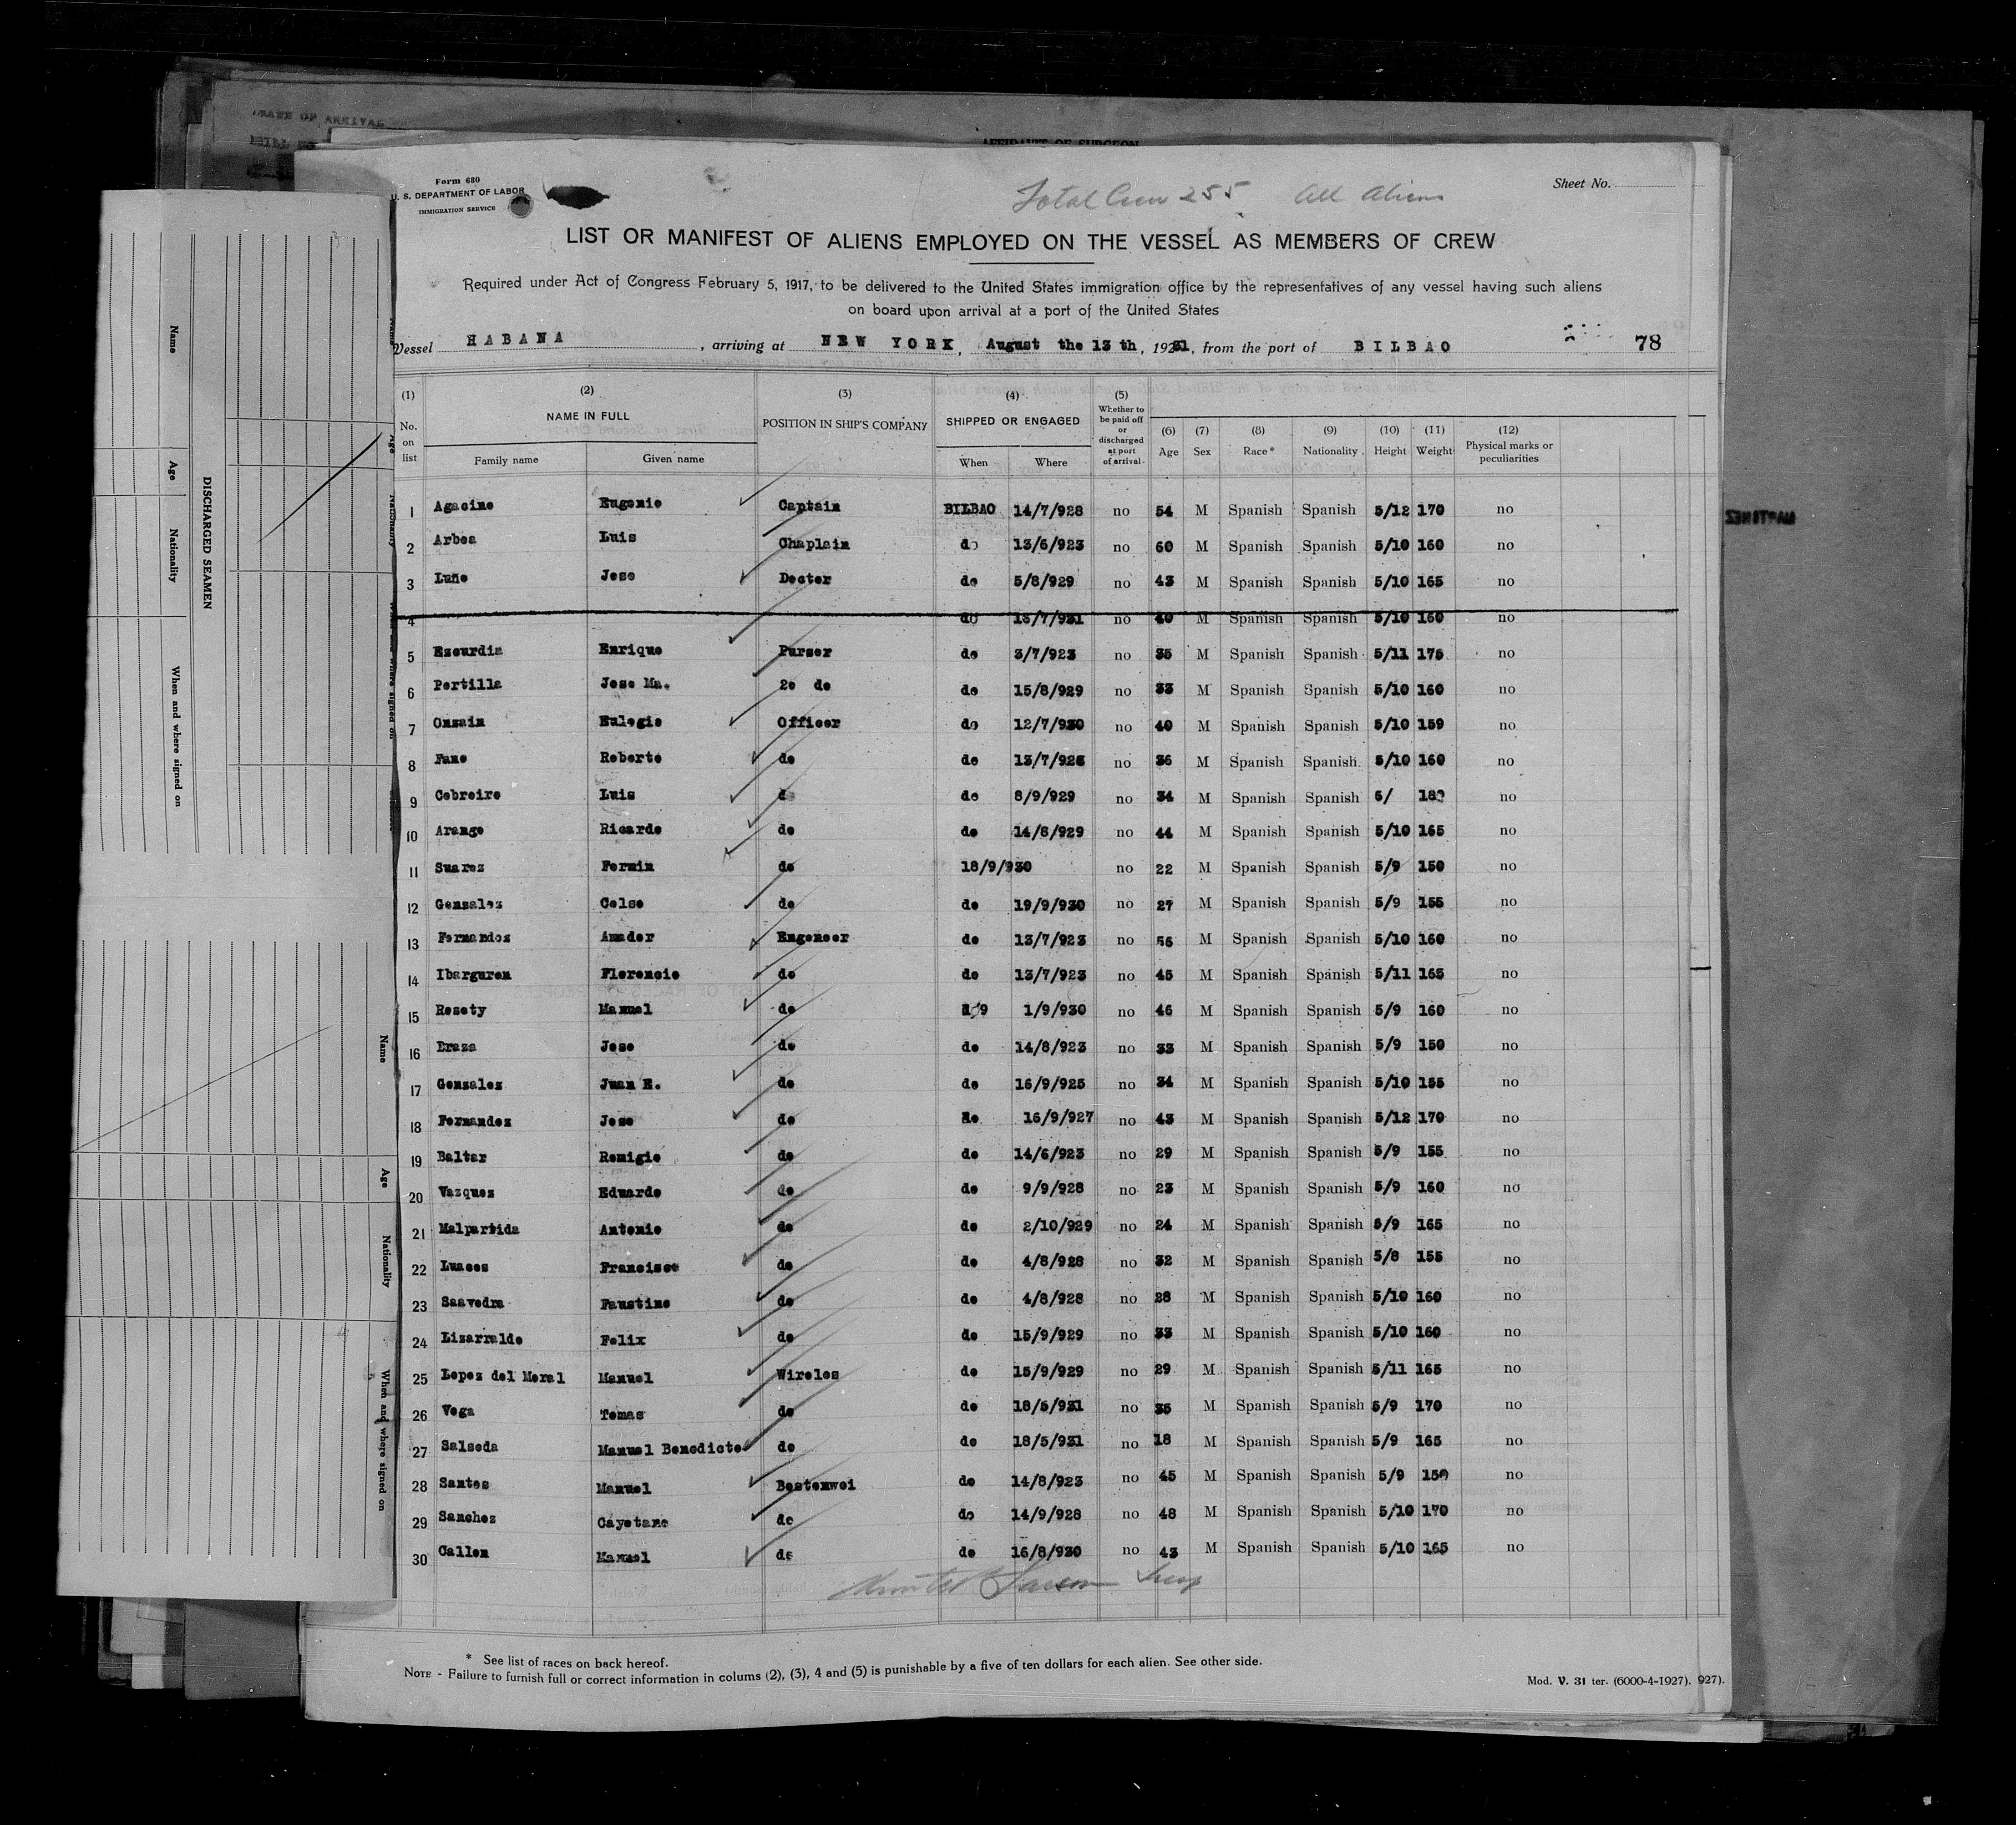 Form 680
U. S. DEPARTMENT OF LABOR
IMMIGRATION SERVICE
Total Crew 255 All Aliens
Sheet No.
LIST OR MANIFEST OF ALIENS EMPLOYED ON THE VESSEL AS MEMBERS OF CREW
Required under Act of Congress February 5, 1917, to be delivered to the United States immigration office by the representatives of any vessel having such aliens
on board upon arrival at a port of the United States
Vessel HABANA, arriving at NEW YORK, August the 13 th, 1931, from the port of BILBAO 78
(1) No. on list (2) NAME IN FULL Family name Given name (3) POSITION IN SHIP'S COMPANY (4) SHIPPED OR ENGAGED When Where (5) Whether to be paid off or discharged at port of arrival (6) Age (7) Sex (8) Race* (9) Nationality (10) Height (11) Weight (12) Physical marks or peculiarities
1 Agacino Eugenio Captain BILBAO 14/7/928 no 54 M Spanish Spanish 5/12 170 no
2 Arbea Luis Chaplain do 13/6/923 no 60 M Spanish Spanish 5/10 160 no
3 Luño Jose Doctor do 5/8/929 no 43 M Spanish Spanish 5/10 165 no
4 do 13/7/931 no 40 M Spanish Spanish 5/10 160 no
5 Ezcurdia Enrique Purser do 3/7/923 no 35 M Spanish Spanish 5/11 175 no
6 Portilla Jose Ma. 2o do do 15/8/929 no 33 M Spanish Spanish 5/10 160 no
7 Onzain Eulogio Officer do 12/7/930 no 40 M Spanish Spanish 5/10 159 no
8 Fano Roberto do do 13/7/928 no 36 M Spanish Spanish 5/10 160 no
9 Cobreiro Luis do do 8/9/929 no 34 M Spanish Spanish 6/ no
10 Arango Ricardo do do 14/8/929 no 44 M Spanish Spanish 5/10 165 no
11 Suarez Fermin do 18/9/930 no 22 M Spanish Spanish 5/9 150 no
12 Gonzalez Celso do do 19/9/930 no 27 M Spanish Spanish 5/9 155 no
13 Fernandez Amador Engeneer do 13/7/923 no 56 M Spanish Spanish 5/10 160 no
14 Ibarguren Florencio do do 13/7/923 no 45 M Spanish Spanish 5/11 165 no
15 Rosety Manuel do 1/9/930 no 46 M Spanish Spanish 5/9 160 no
16 Eraza Jose do do 14/8/923 no 33 M Spanish Spanish 5/9 150 no
17 Gonzalez Juan E. do do 16/9/925 no 34 M Spanish Spanish 5/10 155 no
18 Fernandez Jose do do 16/9/927 no 43 M Spanish Spanish 5/12 170 no
19 Baltar Remigio do do 14/6/923 no 29 M Spanish Spanish 5/9 155 no
20 Vazquez Eduardo do do 9/9/928 no 23 M Spanish Spanish 5/9 160 no
21 Malpartida Antonio do do 2/10/929 no 24 M Spanish Spanish 5/9 165 no
22 Luaces Francisco do do 4/8/928 no 32 M Spanish Spanish 5/8 155 no
23 Saavedra Faustino do do 4/8/928 no 28 M Spanish Spanish 5/10 160 no
24 Lizarralde Felix do do 15/9/929 no 33 M Spanish Spanish 5/10 160 no
25 Lopez del Moral Manuel Wireles do 15/9/929 no 29 M Spanish Spanish 5/11 165 no
26 Vega Tomas do do 18/5/931 no 35 M Spanish Spanish 5/9 170 no
27 Salseda Manuel Benedicto do do 18/5/931 no 18 M Spanish Spanish 5/9 165 no
28 Santos Manuel Bostenwei do 14/8/923 no 45 M Spanish Spanish 5/9 150 no
29 Sanchez Cayetano do do 14/9/928 no 48 M Spanish Spanish 5/10 170 no
30 Callon Manuel do do 16/8/930 no 43 M Spanish Spanish 5/10 165 no
* See list of races on back hereof.
NOTE - Failure to furnish full or correct information in colums (2), (3), 4 and (5) is punishable by a five of ten dollars for each alien. See other side.
Mod. V. 31 ter. (6000-4-1927). 927).
DISCHARGED SEAMEN
Name
Age
Nationality
When and where signed on
Name
Age
Nationality
When and where signed on
AFFIDAVIT OF SURGEON
MARTINEZ